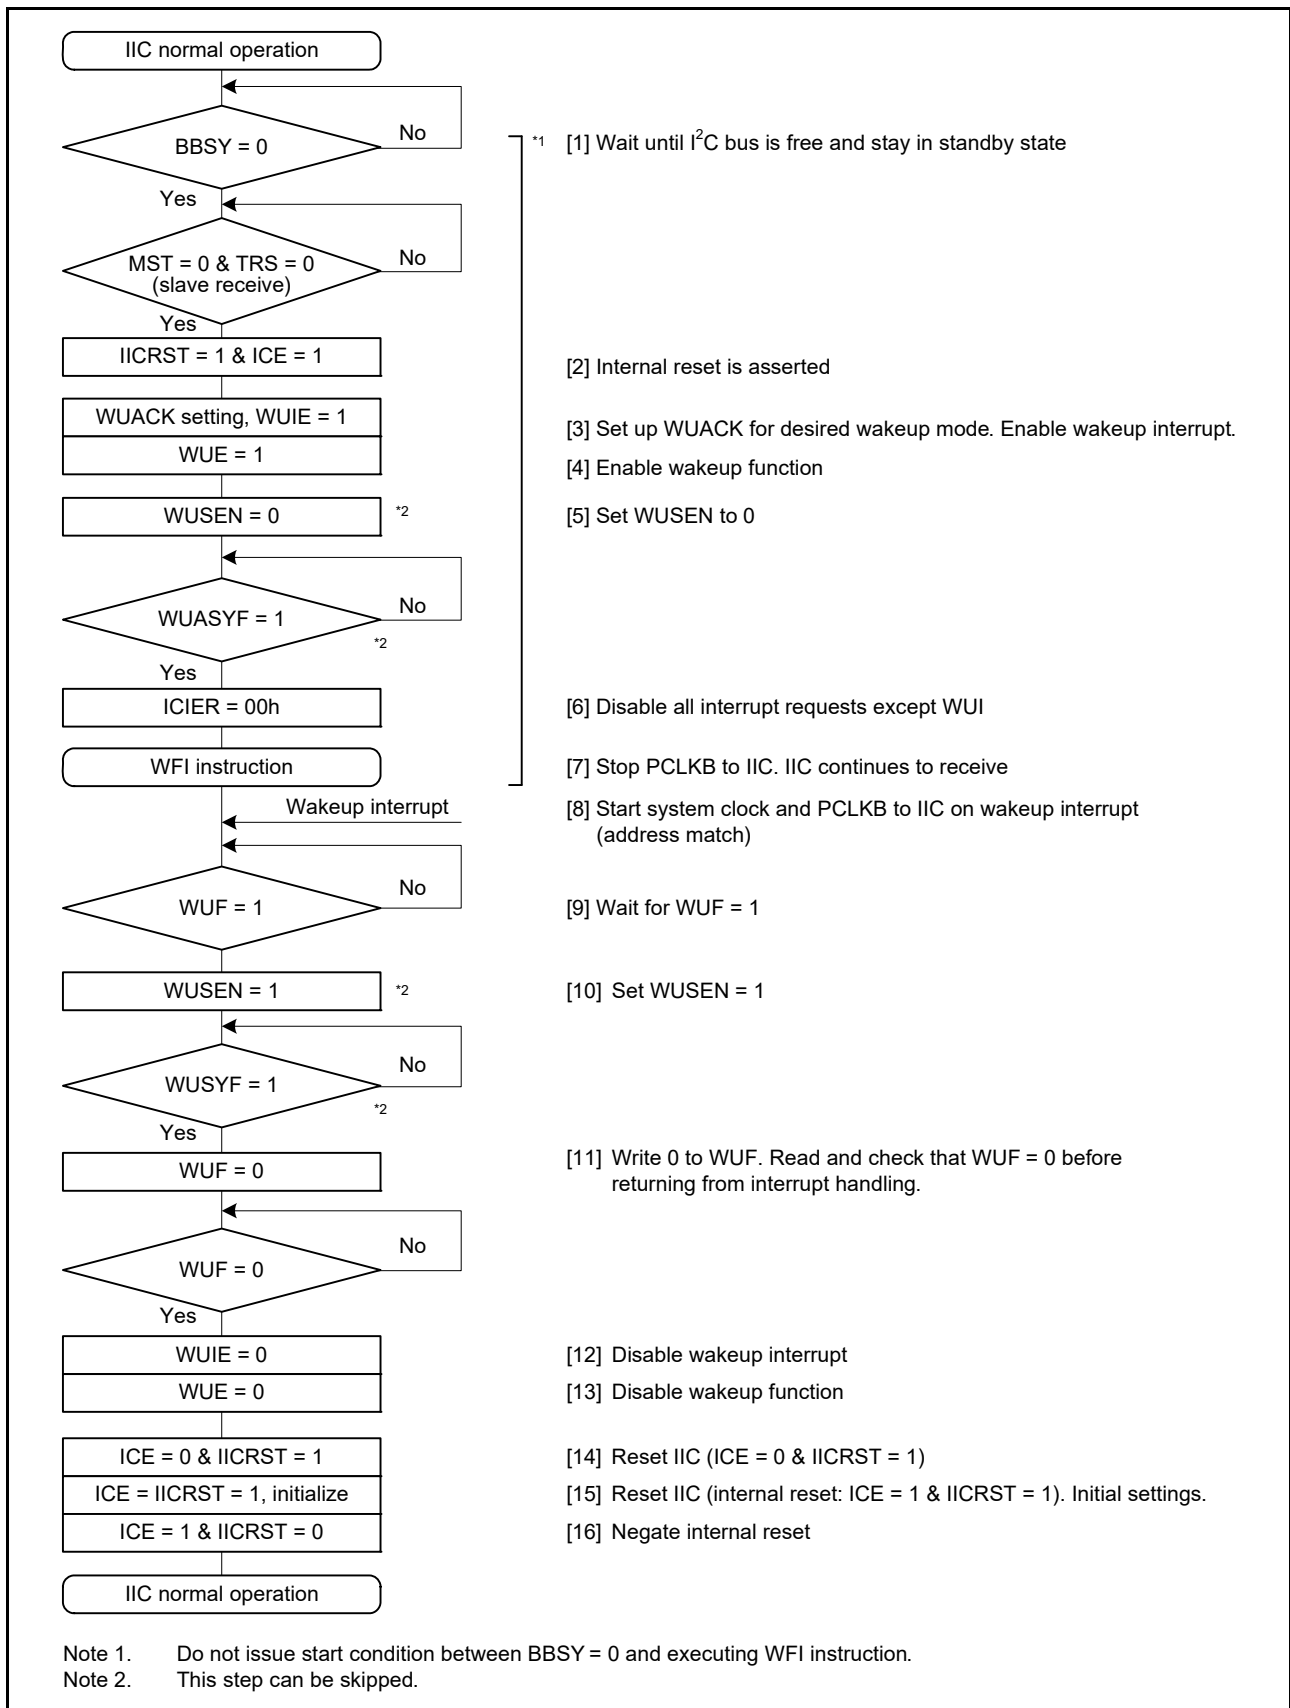 IIC normal operation
BBSY = 0
No
*1
[1] Wait until I²C bus is free and stay in standby state
Yes
MST = 0 & TRS = 0
(slave receive)
No
Yes
IICRST = 1 & ICE = 1
[2] Internal reset is asserted
WUACK setting, WUIE = 1
[3] Set up WUACK for desired wakeup mode. Enable wakeup interrupt.
WUE = 1
[4] Enable wakeup function
WUSEN = 0
*2
[5] Set WUSEN to 0
WUASYF = 1
No
*2
Yes
ICIER = 00h
[6] Disable all interrupt requests except WUI
WFI instruction
[7] Stop PCLKB to IIC. IIC continues to receive
Wakeup interrupt
[8] Start system clock and PCLKB to IIC on wakeup interrupt
(address match)
WUF = 1
No
[9] Wait for WUF = 1
WUSEN = 1
*2
[10] Set WUSEN = 1
WUSYF = 1
No
*2
Yes
WUF = 0
[11] Write 0 to WUF. Read and check that WUF = 0 before
returning from interrupt handling.
WUF = 0
No
Yes
WUIE = 0
[12] Disable wakeup interrupt
WUE = 0
[13] Disable wakeup function
ICE = 0 & IICRST = 1
[14] Reset IIC (ICE = 0 & IICRST = 1)
ICE = IICRST = 1, initialize
[15] Reset IIC (internal reset: ICE = 1 & IICRST = 1). Initial settings.
ICE = 1 & IICRST = 0
[16] Negate internal reset
IIC normal operation
Note 1. Do not issue start condition between BBSY = 0 and executing WFI instruction.
Note 2. This step can be skipped.